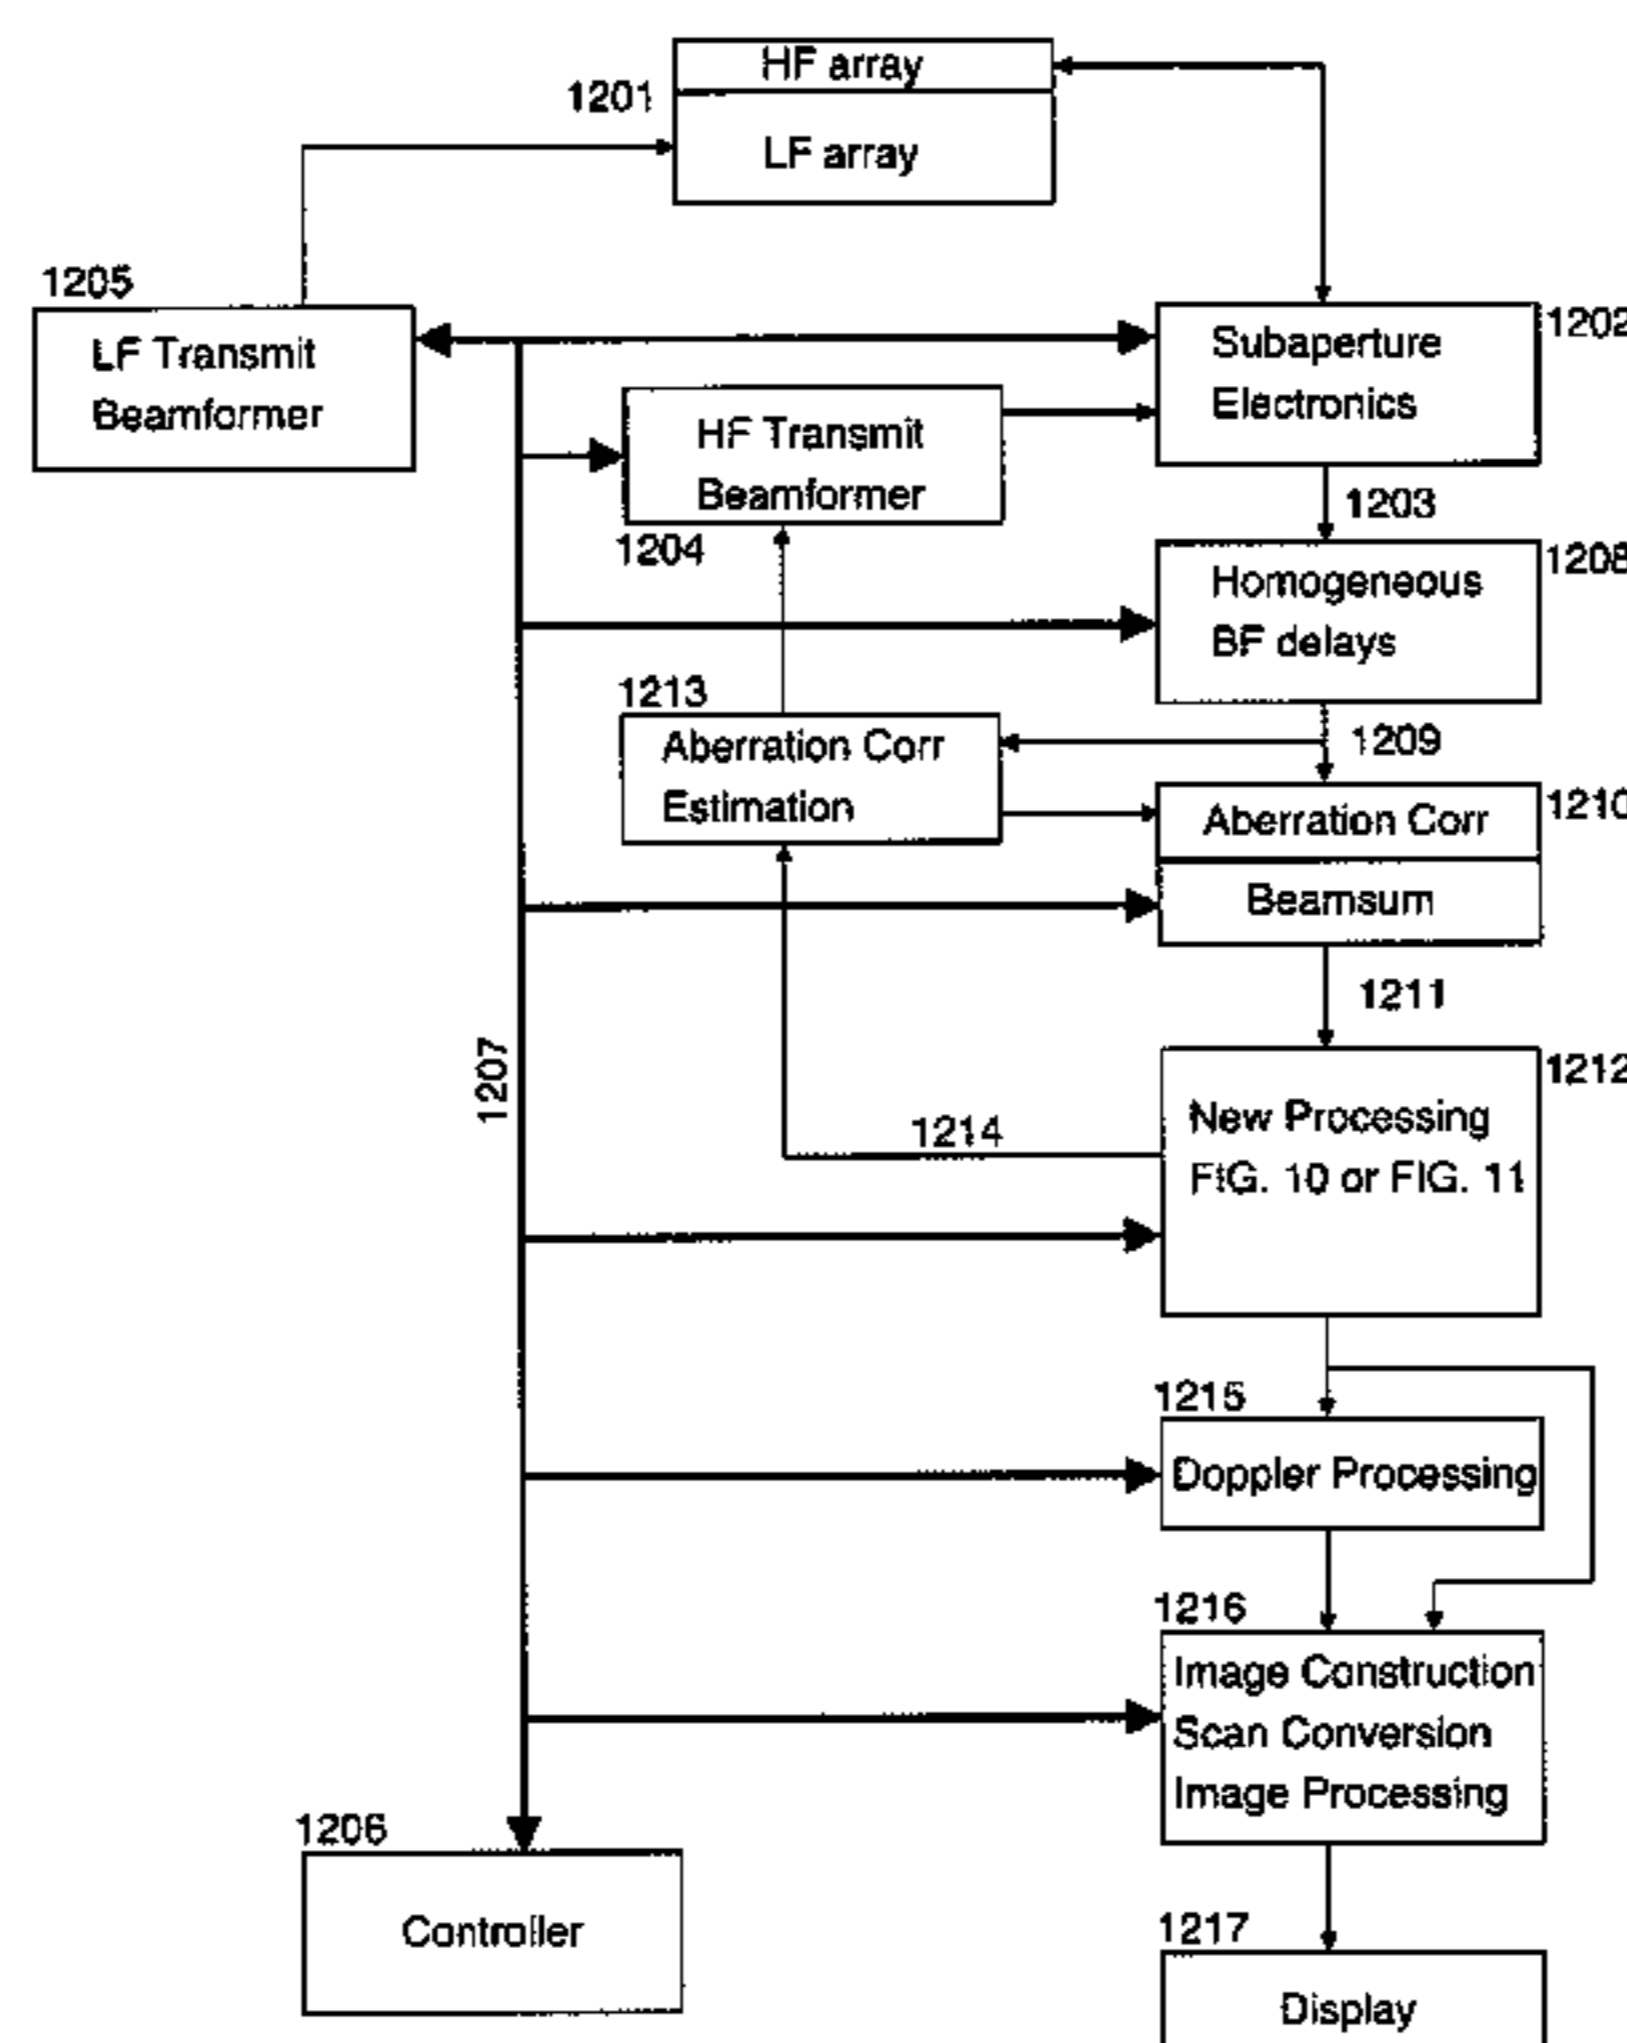 HF array
1201
LF array
1205
LF Transmit
Beamformer
Subaperture
Electronics
1202
HF Transmit
Beamformer
1204
1203
Homogeneous
BF delays
1208
1213
Aberration Corr
Estimation
1209
Aberration Corr
1210
Beamsum
1211
1207
1214
New Processing
FIG. 10 or FIG. 11
1212
1215
Doppler Processing
1216
Image Construction
Scan Conversion
Image Processing
1206
Controller
1217
Display